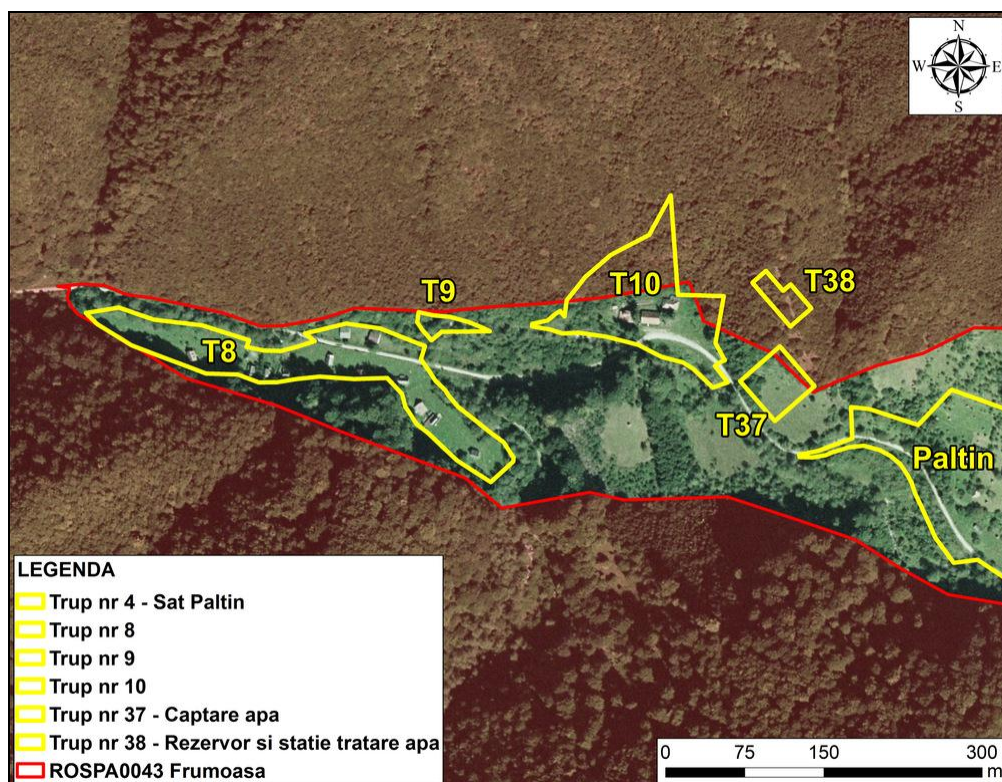 N
W E
S
T10
T38
T9
T8
T37
Paltin
LEGENDA
Trup nr 4 - Sat Paltin
Trup nr 8
Trup nr 9
Trup nr 10
Trup nr 37 - Captare apa
Trup nr 38 - Rezervor si statie tratare apa
ROSPA0043 Frumoasa
0 75 150 300
m